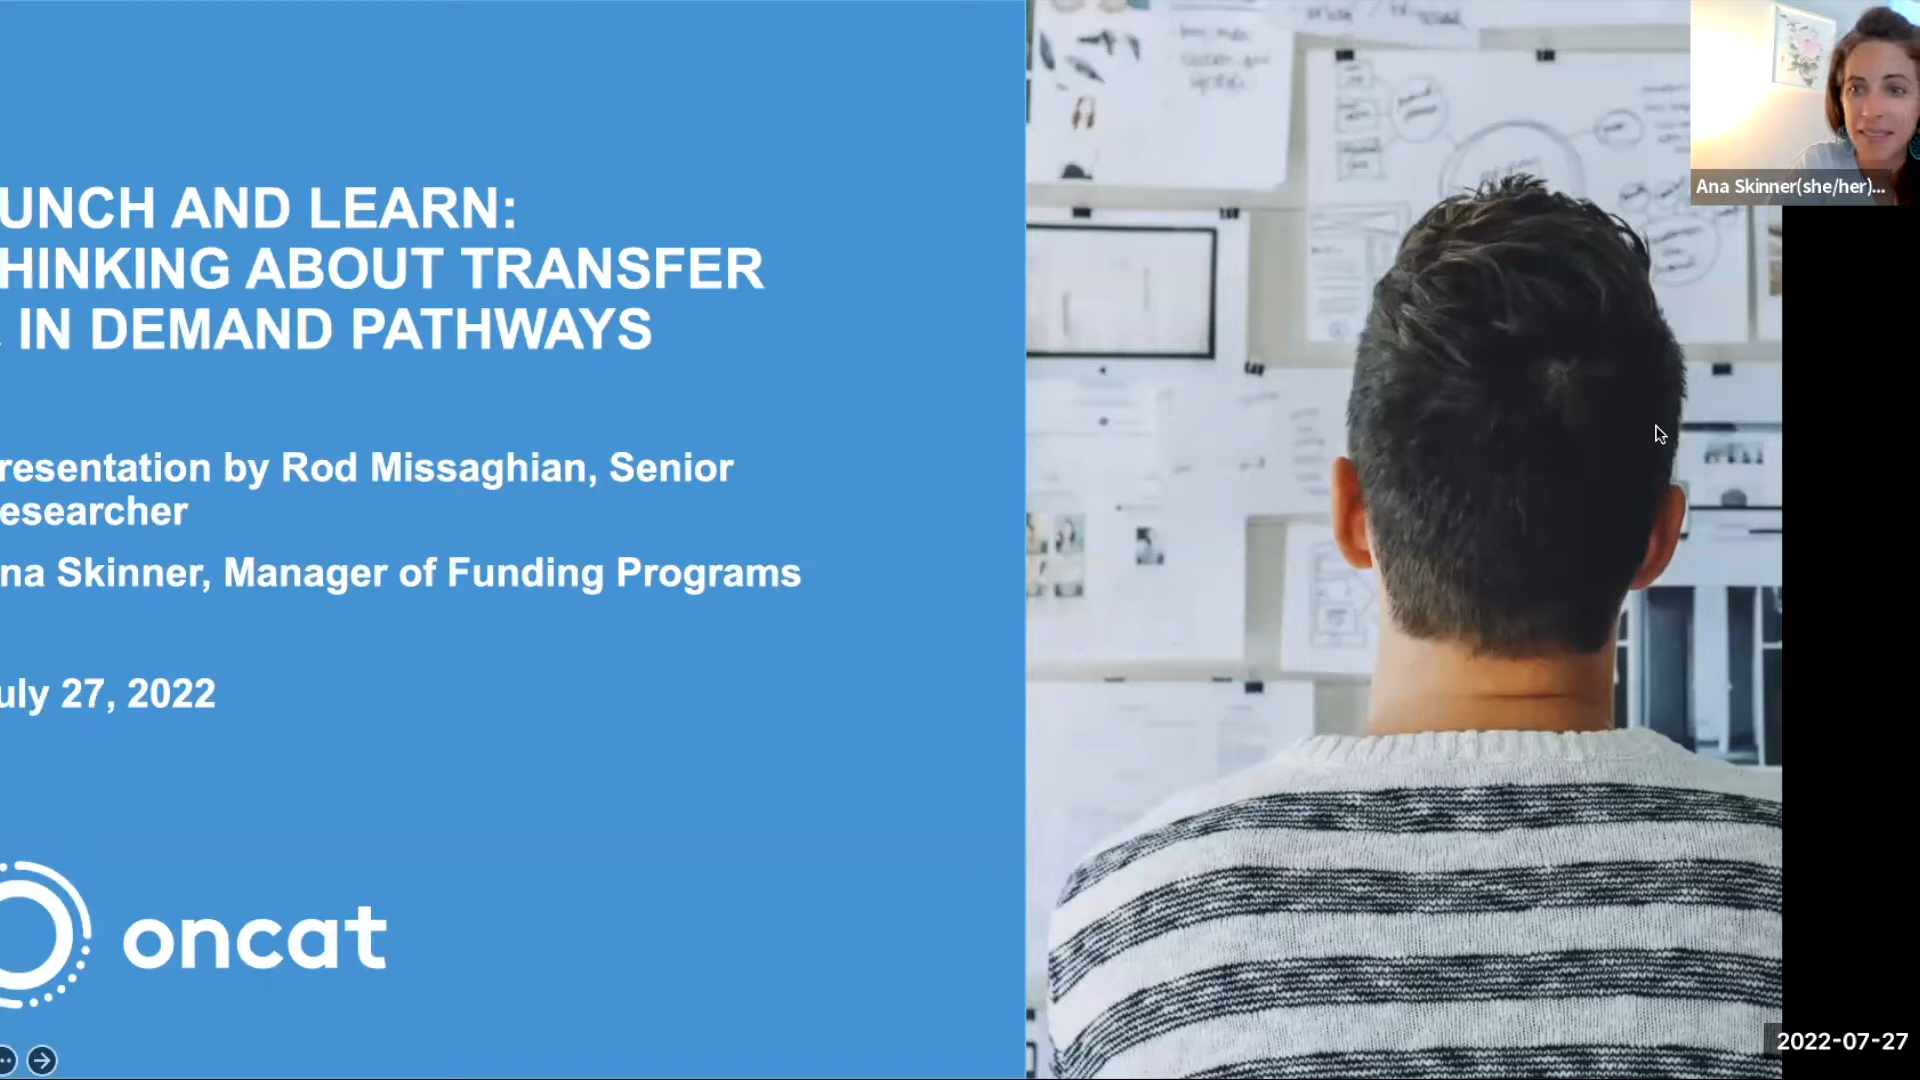 UNCH AND LEARN:
HINKING ABOUT TRANSFER
IN DEMAND PATHWAYS
resentation by Rod Missaghian, Senior
esearcher
na Skinner, Manager of Funding Programs
uly 27, 2022
oncat
Ana Skinner(she/her)...
2022-07-27